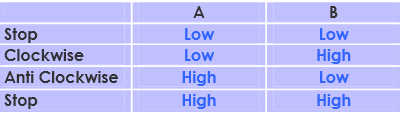 A B
Stop Low Low
Clockwise Low High
Anti Clockwise High Low
Stop High High